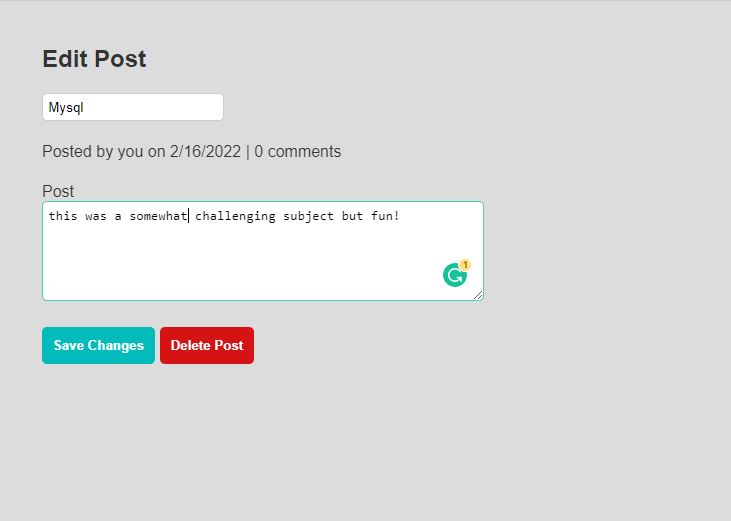 Edit Post
Mysql
Posted by you on 2/16/2022 | 0 comments
Post
this was a somewhat challenging subject but fun!
1
Save Changes Delete Post